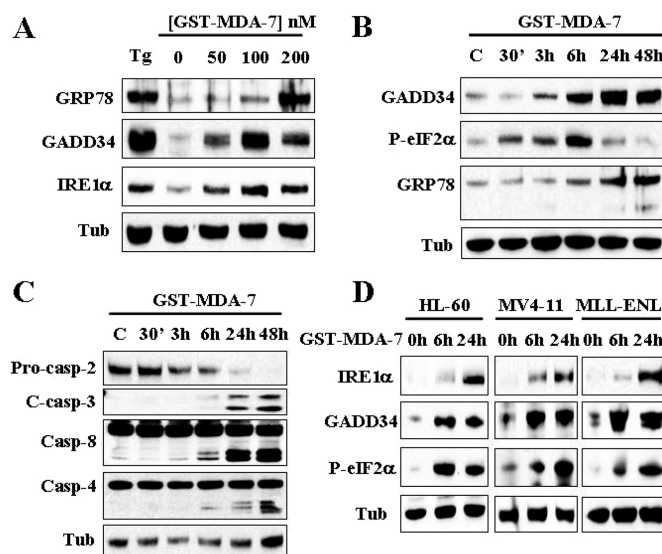 A
[GST-MDA-7] nM
Tg 0 50 100 200
GRP78
GADD34
IRE1α
Tub
B
GST-MDA-7
C 30’ 3h 6h 24h 48h
GADD34
P-eIF2α
GRP78
Tub
C
GST-MDA-7
C 30’ 3h 6h 24h 48h
Pro-casp-2
C-casp-3
Casp-8
Casp-4
Tub
D
HL-60 MV4-11 MLL-ENL
GST-MDA-7 0h 6h 24h 0h 6h 24h 0h 6h 24h
IRE1α
GADD34
P-eIF2α
Tub